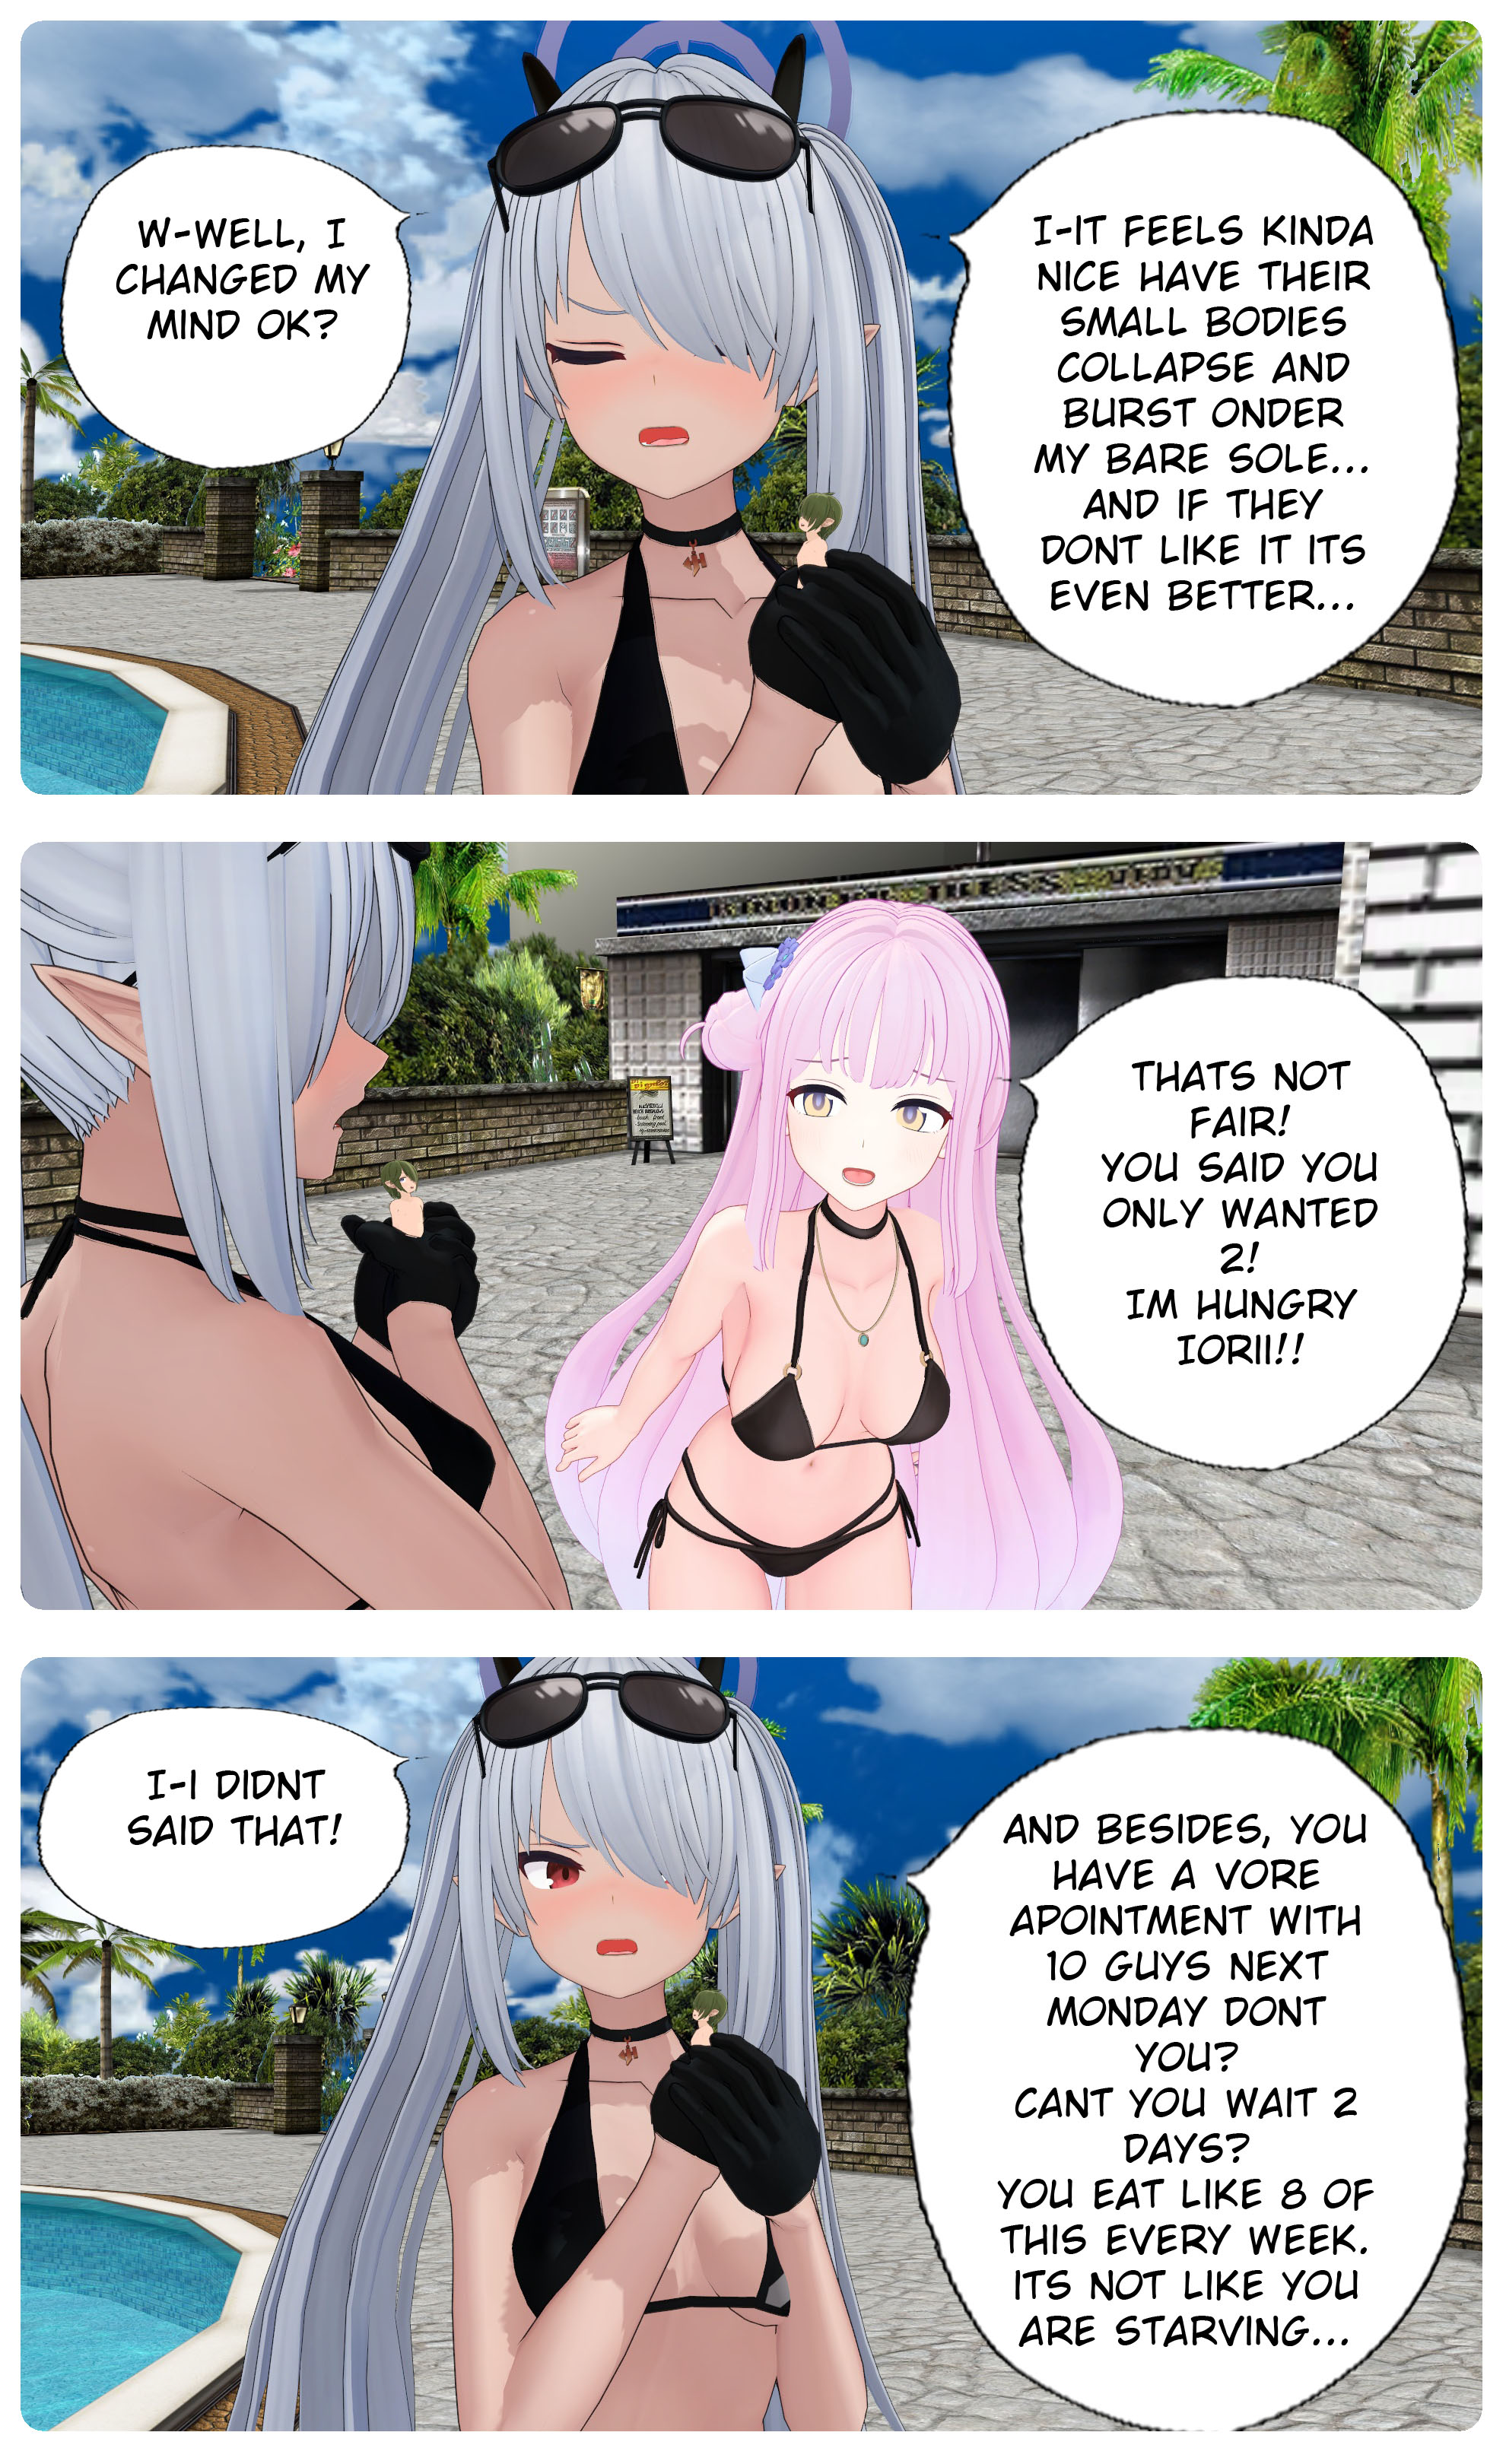 W-WELL, I
CHANGED MY
MIND OK?
I-IT FEELS KINDA
NICE HAVE THEIR
SMALL BODIES
COLLAPSE AND
BURST ONDER
MY BARE SOLE...
AND IF THEY
DONT LIKE IT ITS
EVEN BETTER...
THATS NOT
FAIR!
YOU SAID YOU
ONLY WANTED
2!
IM HUNGRY
IORII!!
I-I DIDNT
SAID THAT!
AND BESIDES, YOU
HAVE A VORE
APOINTMENT WITH
10 GUYS NEXT
MONDAY DONT
YOU?
CANT YOU WAIT 2
DAYS?
YOU EAT LIKE 8 OF
THIS EVERY WEEK.
ITS NOT LIKE YOU
ARE STARVING...